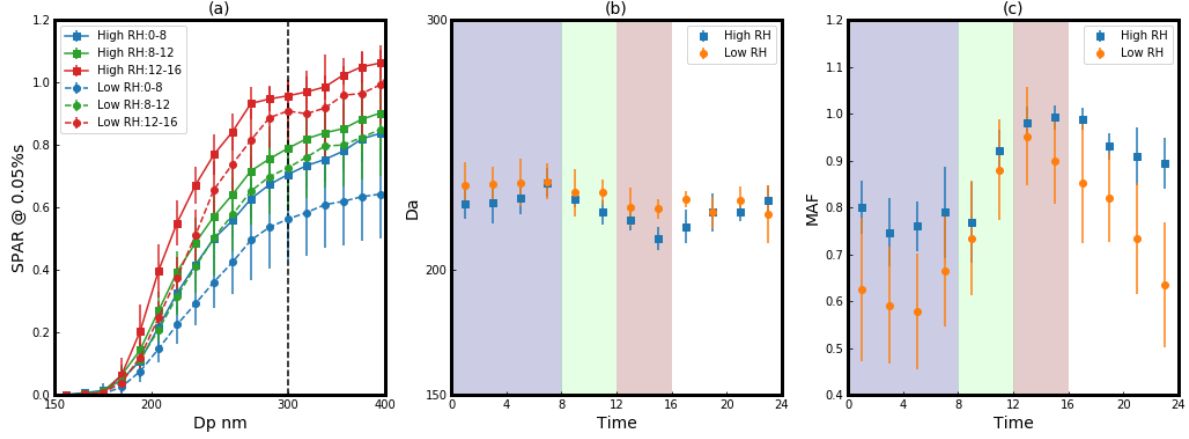 (a)
1.2
1.0
0.8
0.6
0.4
0.2
0.0
SPAR @ 0.05%s
High RH:0-8
High RH:8-12
High RH:12-16
Low RH:0-8
Low RH:8-12
Low RH:12-16
150
200
300
400
Dp nm
(b)
300
200
150
Da
High RH
Low RH
0
4
8
12
16
20
24
Time
(c)
1.2
1.1
1.0
0.9
0.8
0.7
0.6
0.5
0.4
MAF
High RH
Low RH
0
4
8
12
16
20
24
Time